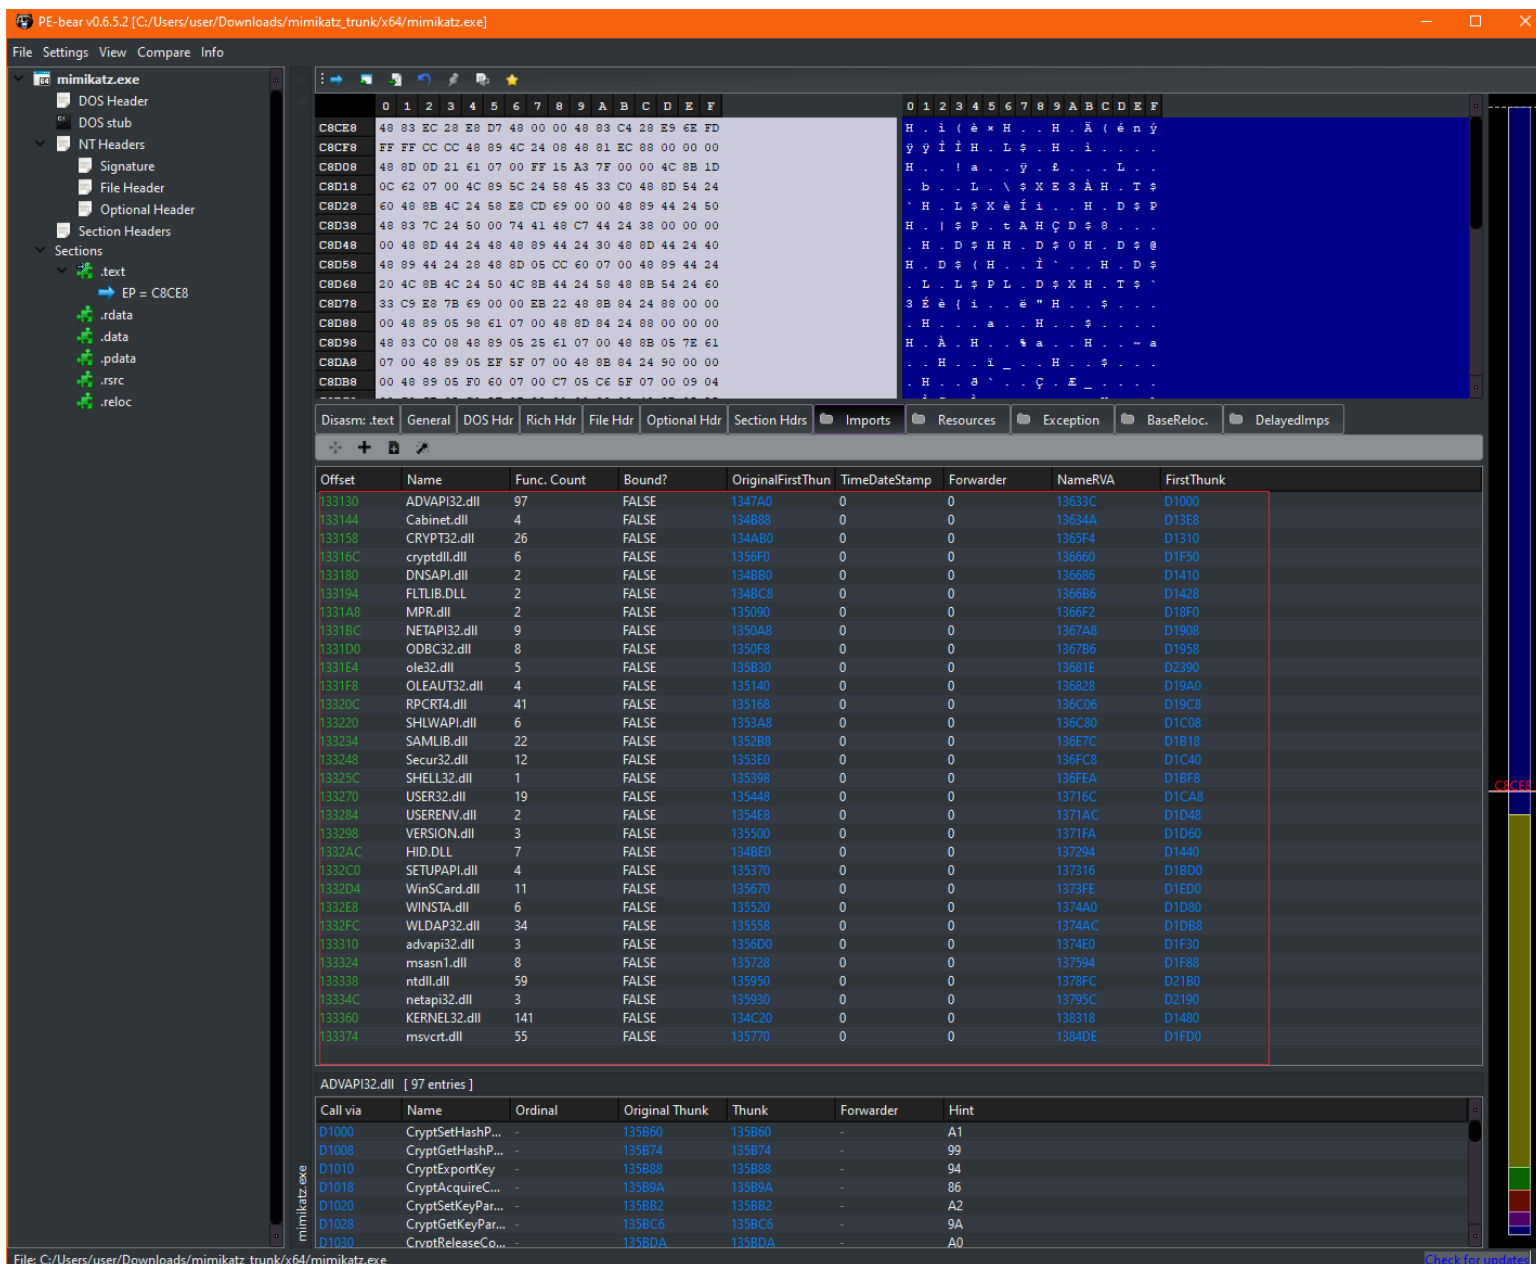 PE-bear v0.6.5.2 [C:/Users/user/Downloads/mimikatz_trunk/x64/mimikatz.exe]
File Settings View Compare Info
mimikatz.exe
DOS Header
DOS stub
NT Headers
Signature
File Header
Optional Header
Section Headers
Sections
.text
EP = C8CE8
.rdata
.data
.pdata
.rsrc
.reloc
0 1 2 3 4 5 6 7 8 9 A B C D E F 0 1 2 3 4 5 6 7 8 9 A B C D E F
C8CE8 48 83 EC 28 E8 D7 48 00 00 48 83 C4 28 E9 6E FD H . ì ( è × H . . H . Ä ( é n ý
C8CF8 FF FF CC CC 48 89 4C 24 08 48 81 EC 88 00 00 00 ÿ ÿ Ì Ì H . L $ . H . ì . . . .
C8D08 48 8D 0D 21 61 07 00 FF 15 A3 7F 00 00 4C 8B 1D H . . ! a . . ÿ . £ . . . L . .
C8D18 0C 62 07 00 4C 89 5C 24 58 45 33 C0 48 8D 54 24 . b . . L . \ $ X E 3 À H . T $
C8D28 60 48 8B 4C 24 58 E8 CD 69 00 00 48 89 44 24 50 ` H . L $ X è Í i . . H . D $ P
C8D38 48 83 7C 24 50 00 74 41 48 C7 44 24 38 00 00 00 H . | $ P . t A H Ç D $ 8 . . .
C8D48 00 48 8D 44 24 48 48 89 44 24 30 48 8D 44 24 40 . H . D $ H H . D $ 0 H . D $ @
C8D58 48 89 44 24 28 48 8D 05 CC 60 07 00 48 89 44 24 H . D $ ( H . . Ì ` . . H . D $
C8D68 20 4C 8B 4C 24 50 4C 8B 44 24 58 48 8B 54 24 60 . L . L $ P L . D $ X H . T $ `
C8D78 33 C9 E8 7B 69 00 00 EB 22 48 8B 84 24 88 00 00 3 É è { i . . ë " H . . $ . . .
C8D88 00 48 89 05 98 61 07 00 48 8D 84 24 88 00 00 00 . H . . . a . . H . . $ . . . .
C8D98 48 83 C0 08 48 89 05 25 61 07 00 48 8B 05 7E 61 H . À . H . . % a . . H . . ~ a
C8DA8 07 00 48 89 05 EF 5F 07 00 48 8B 84 24 90 00 00 . . H . . ï _ . . H . . $ . . .
C8DB8 00 48 89 05 F0 60 07 00 C7 05 C6 5F 07 00 09 04 . H . . ð ` . . Ç . Æ _ . . . .
Disasm: .text General DOS Hdr Rich Hdr File Hdr Optional Hdr Section Hdrs Imports Resources Exception BaseReloc. DelayedImps
Offset Name Func. Count Bound? OriginalFirstThun TimeDateStamp Forwarder NameRVA FirstThunk
133130 ADVAPI32.dll 97 FALSE 1347A0 0 0 13633C D1000
133144 Cabinet.dll 4 FALSE 134B88 0 0 13634A D13E8
133158 CRYPT32.dll 26 FALSE 134AB0 0 0 1365F4 D1310
13316C cryptdll.dll 6 FALSE 1356F0 0 0 136660 D1F50
133180 DNSAPI.dll 2 FALSE 134BB0 0 0 136686 D1410
133194 FLTLIB.DLL 2 FALSE 134BC8 0 0 1366B6 D1428
1331A8 MPR.dll 2 FALSE 135090 0 0 1366F2 D18F0
1331BC NETAPI32.dll 9 FALSE 1350A8 0 0 1367A8 D1908
1331D0 ODBC32.dll 8 FALSE 1350F8 0 0 1367B6 D1958
1331E4 ole32.dll 5 FALSE 135B30 0 0 13681E D2390
1331F8 OLEAUT32.dll 4 FALSE 135140 0 0 136828 D19A0
13320C RPCRT4.dll 41 FALSE 135168 0 0 136C06 D19C8
133220 SHLWAPI.dll 6 FALSE 1353A8 0 0 136C80 D1C08
133234 SAMLIB.dll 22 FALSE 1352B8 0 0 136E7C D1B18
133248 Secur32.dll 12 FALSE 1353E0 0 0 136FC8 D1C40
13325C SHELL32.dll 1 FALSE 135398 0 0 136FEA D1BF8
133270 USER32.dll 19 FALSE 135448 0 0 13716C D1CA8
133284 USERENV.dll 2 FALSE 1354E8 0 0 1371AC D1D48
133298 VERSION.dll 3 FALSE 135500 0 0 1371FA D1D60
1332AC HID.DLL 7 FALSE 134BE0 0 0 137294 D1440
1332C0 SETUPAPI.dll 4 FALSE 135370 0 0 137316 D1BD0
1332D4 WinSCard.dll 11 FALSE 135670 0 0 1373FE D1ED0
1332E8 WINSTA.dll 6 FALSE 135520 0 0 1374A0 D1D80
1332FC WLDAP32.dll 34 FALSE 135558 0 0 1374AC D1DB8
133310 advapi32.dll 3 FALSE 1356D0 0 0 1374E0 D1F30
133324 msasn1.dll 8 FALSE 135728 0 0 137594 D1F88
133338 ntdll.dll 59 FALSE 135950 0 0 1378FC D21B0
13334C netapi32.dll 3 FALSE 135930 0 0 13795C D2190
133360 KERNEL32.dll 141 FALSE 134C20 0 0 138318 D1480
133374 msvcrt.dll 55 FALSE 135770 0 0 1384DE D1FD0
C8CE8
ADVAPI32.dll [ 97 entries ]
Call via Name Ordinal Original Thunk Thunk Forwarder Hint
D1000 CryptSetHashP... - 135B60 135B60 - A1
D1008 CryptGetHashP... - 135B74 135B74 - 99
D1010 CryptExportKey - 135B88 135B88 - 94
D1018 CryptAcquireC... - 135B9A 135B9A - 86
D1020 CryptSetKeyPar... - 135BB2 135BB2 - A2
D1028 CryptGetKeyPar... - 135BC6 135BC6 - 9A
D1030 CryptReleaseCo... - 135BDA 135BDA - A0
mimikatz.exe
File: C:/Users/user/Downloads/mimikatz_trunk/x64/mimikatz.exe
Check for updates